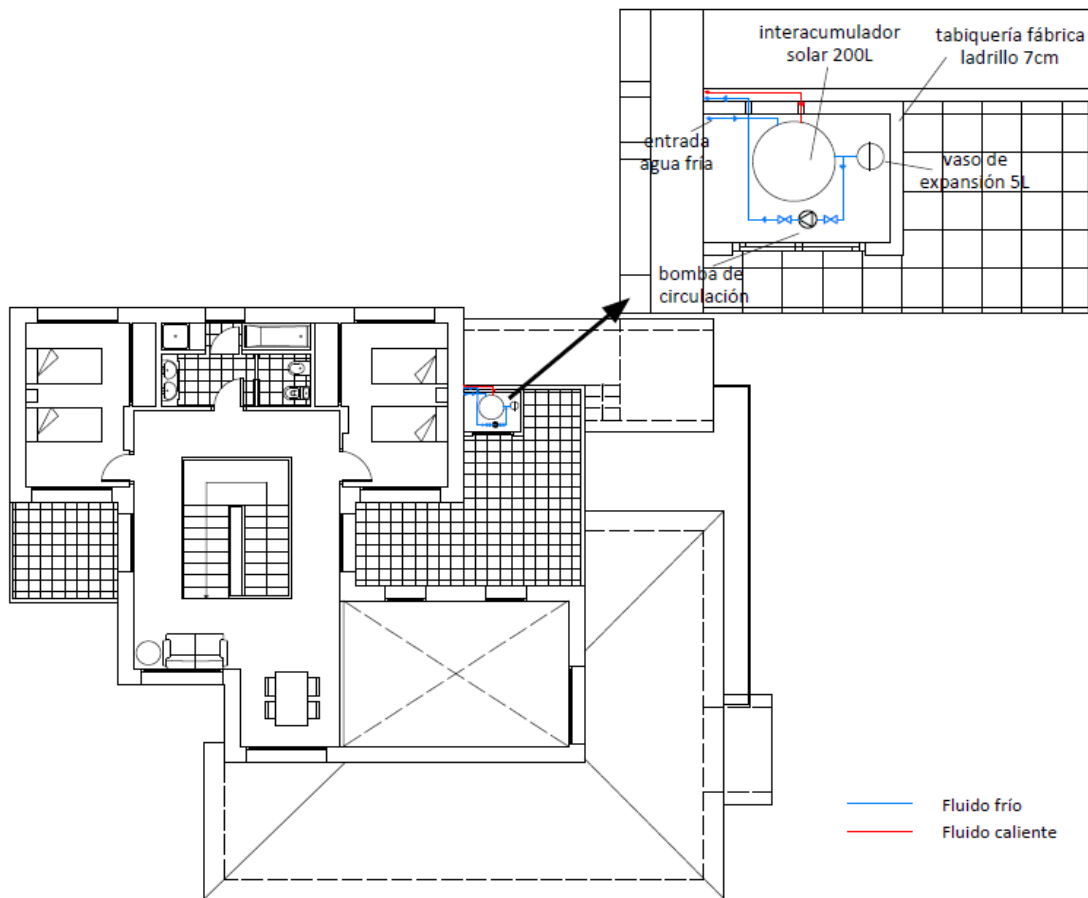 interacumulador
solar 200L
tabiquería fábrica
ladrillo 7cm
entrada
agua fría
vaso de
expansión 5L
bomba de
circulación
Fluido frío
Fluido caliente